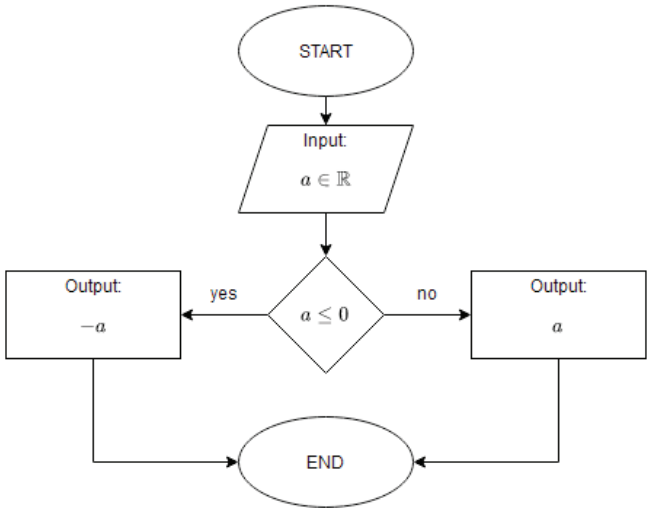 START
Input:
a ∈ ℝ
a ≤ 0
yes
no
Output:
−a
Output:
a
END